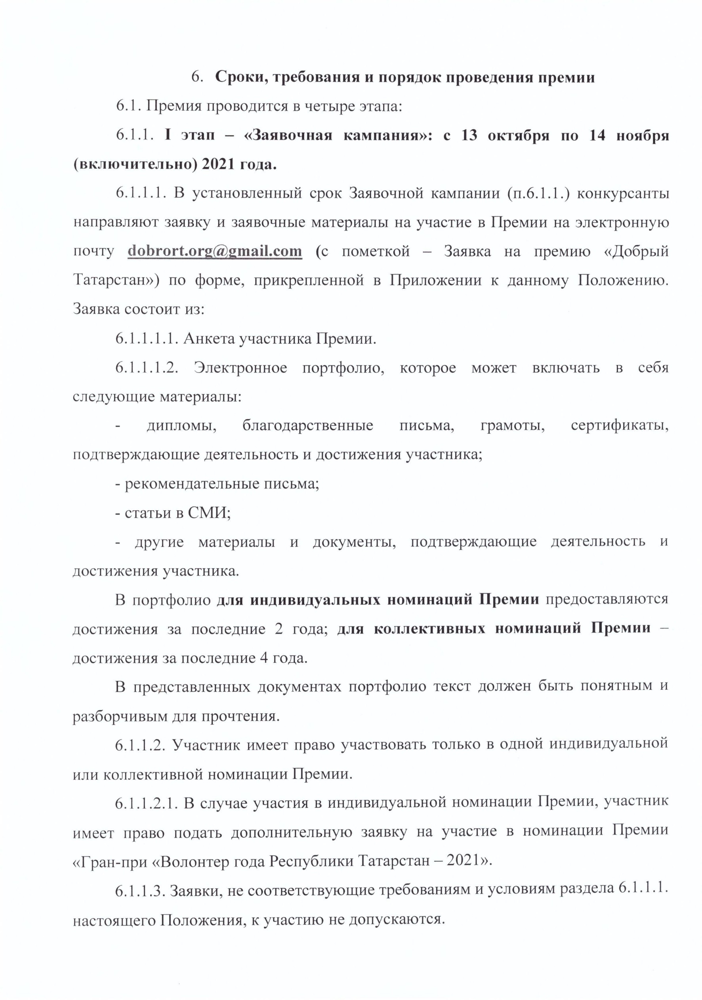 6. Сроки, требования и порядок проведения премии
6.1. Премия проводится в четыре этапа:
6.1.1. I этап – «Заявочная кампания»: с 13 октября по 14 ноября
(включительно) 2021 года.
6.1.1.1. В установленный срок Заявочной кампании (п.6.1.1.) конкурсанты
направляют заявку и заявочные материалы на участие в Премии на электронную
почту dobrort.org@gmail.com (с пометкой – Заявка на премию «Добрый
Татарстан») по форме, прикрепленной в Приложении к данному Положению.
Заявка состоит из:
6.1.1.1.1. Анкета участника Премии.
6.1.1.1.2. Электронное портфолио, которое может включать в себя
следующие материалы:
- дипломы, благодарственные письма, грамоты, сертификаты,
подтверждающие деятельность и достижения участника;
- рекомендательные письма;
- статьи в СМИ;
- другие материалы и документы, подтверждающие деятельность и
достижения участника.
В портфолио для индивидуальных номинаций Премии предоставляются
достижения за последние 2 года; для коллективных номинаций Премии –
достижения за последние 4 года.
В представленных документах портфолио текст должен быть понятным и
разборчивым для прочтения.
6.1.1.2. Участник имеет право участвовать только в одной индивидуальной
или коллективной номинации Премии.
6.1.1.2.1. В случае участия в индивидуальной номинации Премии, участник
имеет право подать дополнительную заявку на участие в номинации Премии
«Гран-при «Волонтер года Республики Татарстан – 2021».
6.1.1.3. Заявки, не соответствующие требованиям и условиям раздела 6.1.1.1.
настоящего Положения, к участию не допускаются.